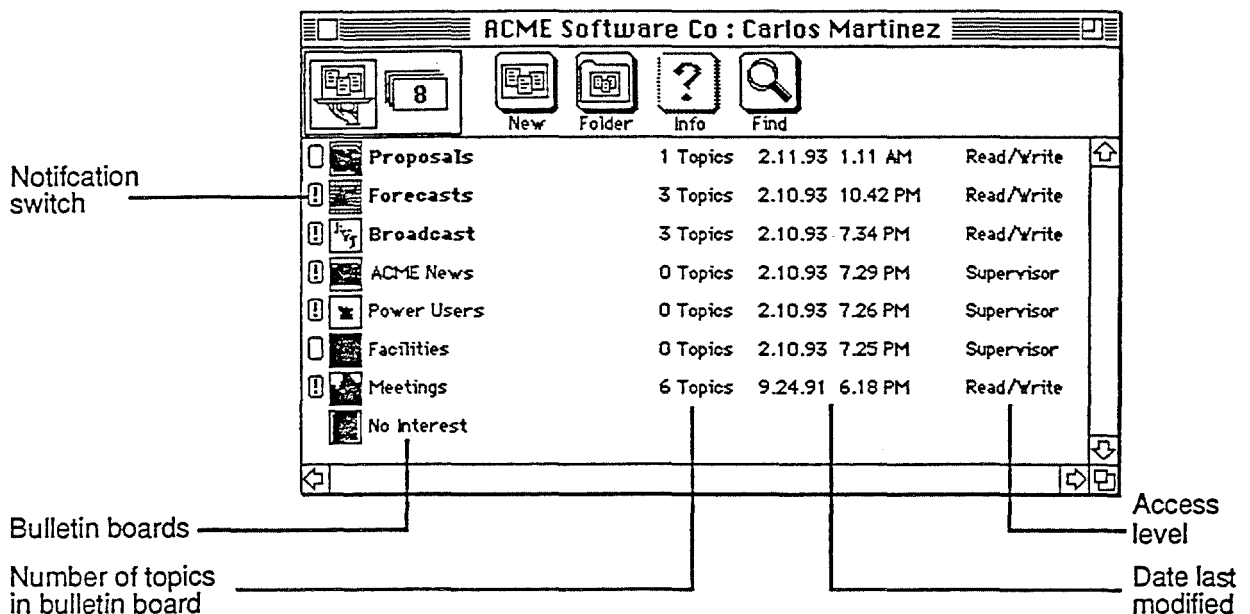 ACME Software Co : Carlos Martinez
8
New Folder Info Find
Proposals 1 Topics 2.11.93 1.11 AM Read/Write
Notifcation
switch
Forecasts 3 Topics 2.10.93 10.42 PM Read/Write
Broadcast 3 Topics 2.10.93 7.34 PM Read/Write
ACME News 0 Topics 2.10.93 7.29 PM Supervisor
Power Users 0 Topics 2.10.93 7.26 PM Supervisor
Facilities 0 Topics 2.10.93 7.25 PM Supervisor
Meetings 6 Topics 9.24.91 6.18 PM Read/Write
No Interest
Bulletin boards
Access
level
Number of topics
in bulletin board
Date last
modified